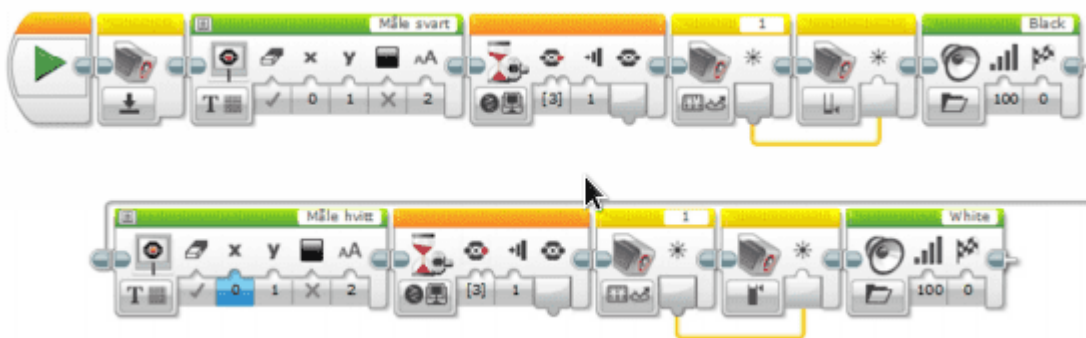 Måle svart 1 Black
T 0 1 2 [3] 1 100 0
Måle hvitt 1 White
T 0 1 2 [3] 1 100 0